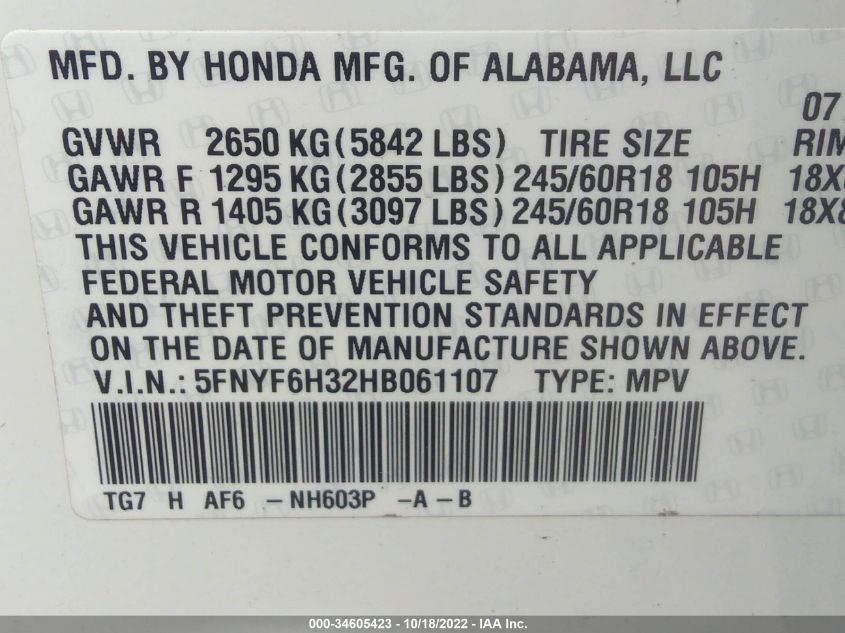 MFD. BY HONDA MFG. OF ALABAMA, LLC
07
GVWR 2650 KG (5842 LBS) TIRE SIZE RIM
GAWR F 1295 KG (2855 LBS) 245/60R18 105H 18X8
GAWR R 1405 KG (3097 LBS) 245/60R18 105H 18X8
THIS VEHICLE CONFORMS TO ALL APPLICABLE
FEDERAL MOTOR VEHICLE SAFETY
AND THEFT PREVENTION STANDARDS IN EFFECT
ON THE DATE OF MANUFACTURE SHOWN ABOVE.
V.I.N.: 5FNYF6H32HB061107 TYPE: MPV
TG7 H AF6 -NH603P -A-B
000-34605423 - 10/18/2022 - IAA Inc.